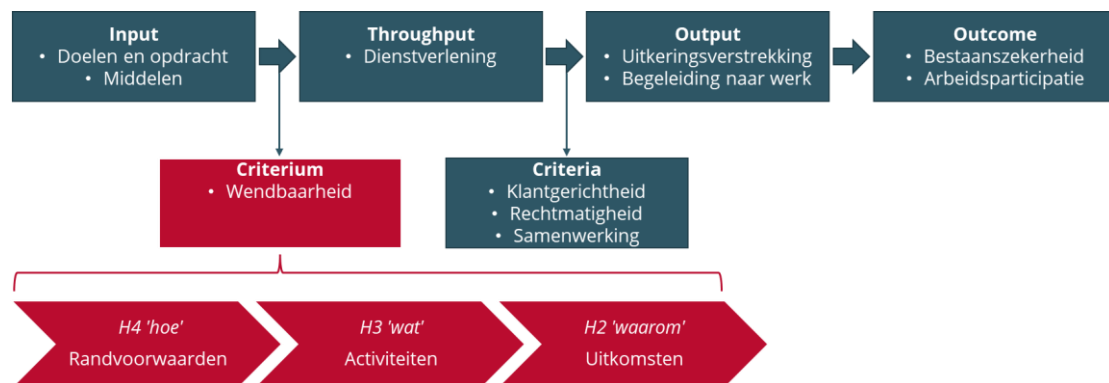 Input
• Doelen en opdracht
• Middelen
Throughput
• Dienstverlening
Output
• Uitkeringsverstrekking
• Begeleiding naar werk
Outcome
• Bestaanszekerheid
• Arbeidsparticipatie
Criterium
• Wendbaarheid
Criteria
• Klantgerichtheid
• Rechtmatigheid
• Samenwerking
H4 'hoe'
Randvoorwaarden
H3 'wat'
Activiteiten
H2 'waarom'
Uitkomsten